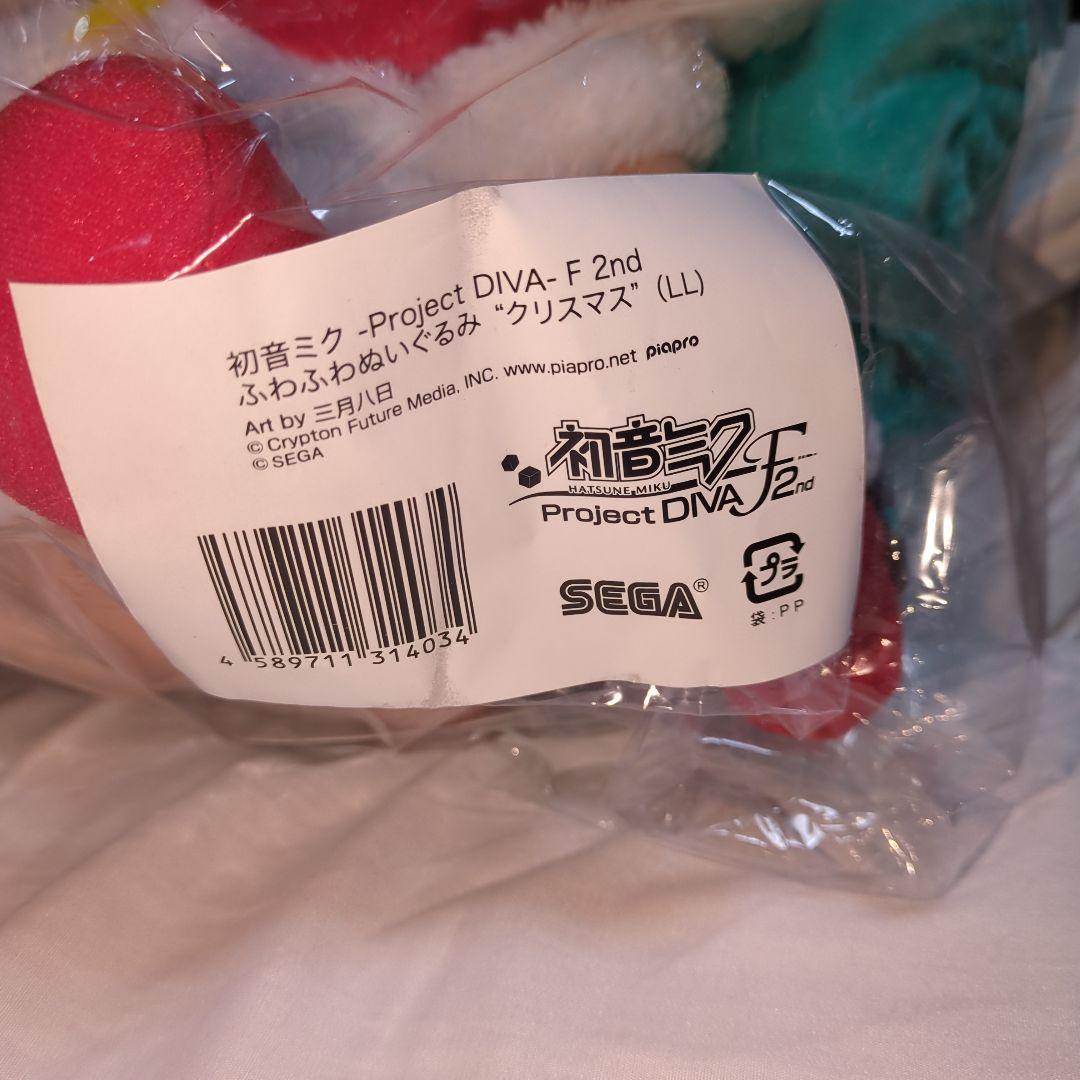 初音ミク -Project DIVA- F 2nd
ふわふわぬいぐるみ “クリスマス” (LL)
Art by 三月八日
© Crypton Future Media, INC. www.piapro.net piapro
© SEGA
初音ミク
HATSUNE MIKU
Project DIVA F 2nd
SEGA®
プラ
袋:PP
4 589711 314034